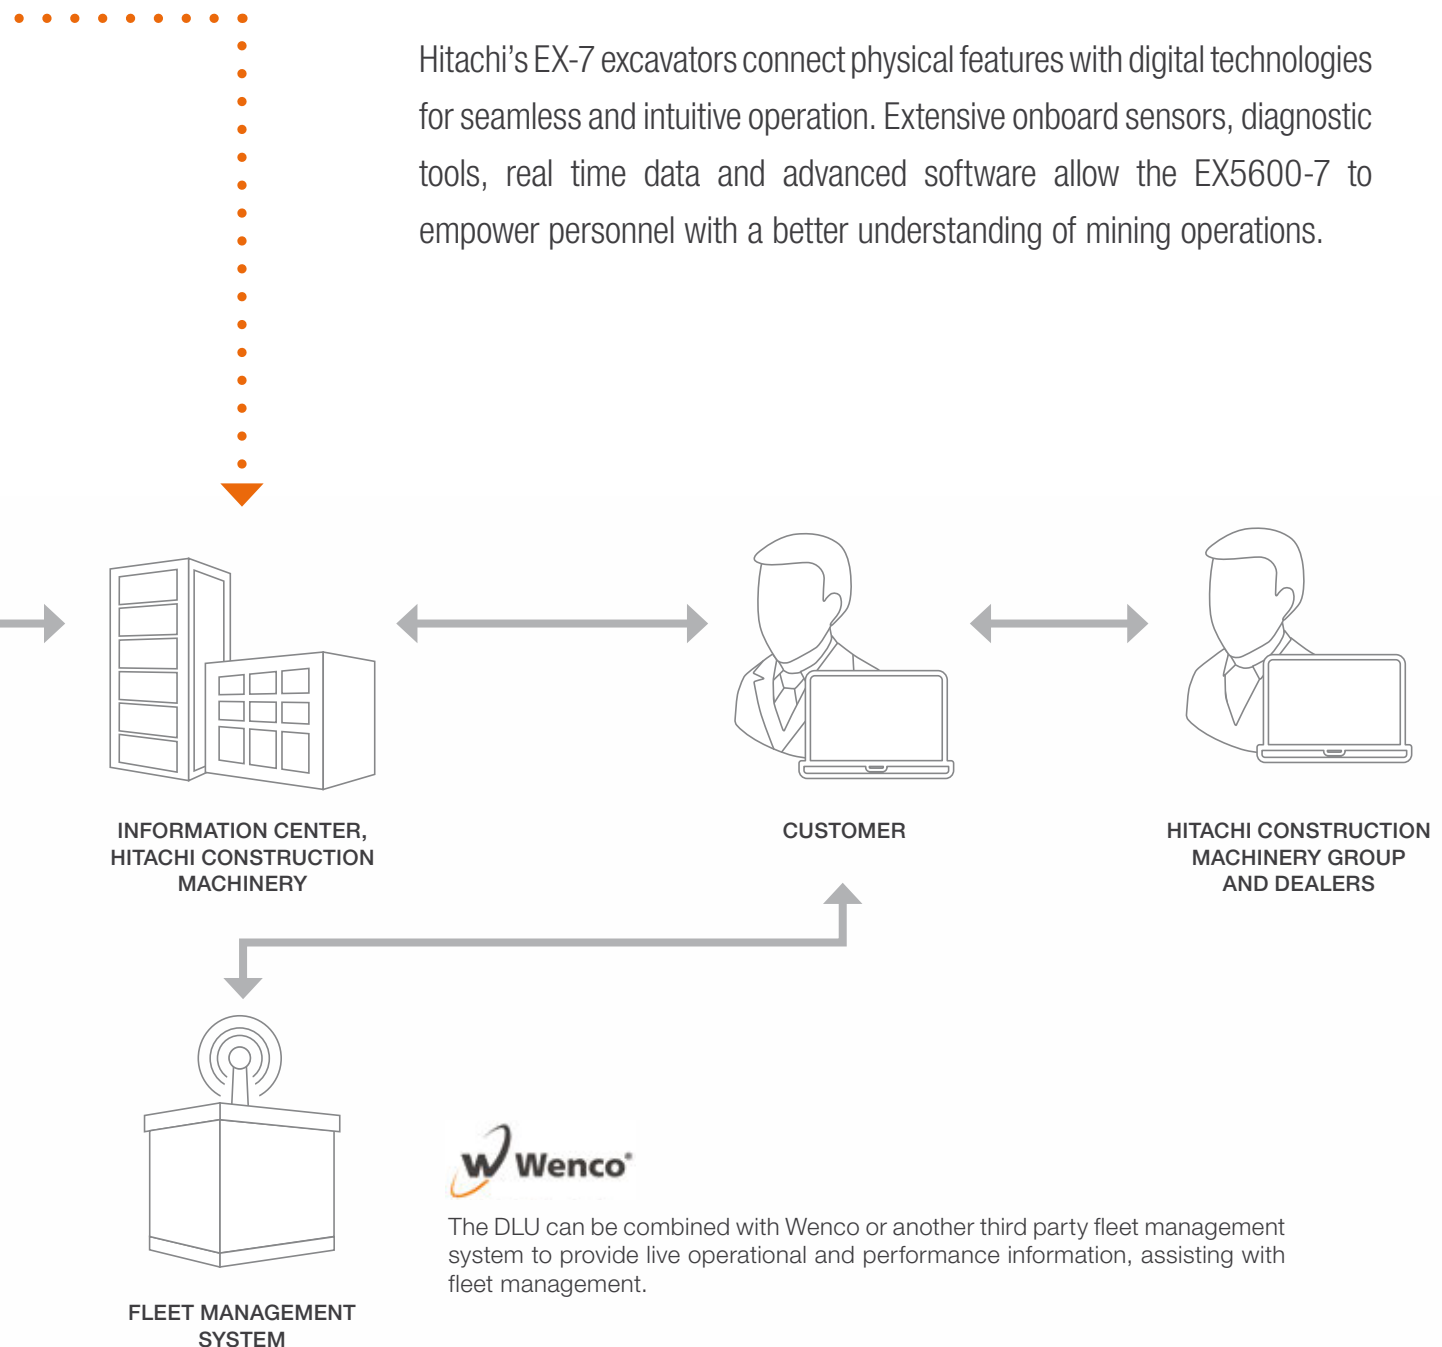 Hitachi’s EX-7 excavators connect physical features with digital technologies
for seamless and intuitive operation. Extensive onboard sensors, diagnostic
tools, real time data and advanced software allow the EX5600-7 to
empower personnel with a better understanding of mining operations.
INFORMATION CENTER,
HITACHI CONSTRUCTION
MACHINERY
CUSTOMER
HITACHI CONSTRUCTION
MACHINERY GROUP
AND DEALERS
W Wenco®
The DLU can be combined with Wenco or another third party fleet management
system to provide live operational and performance information, assisting with
fleet management.
FLEET MANAGEMENT
SYSTEM